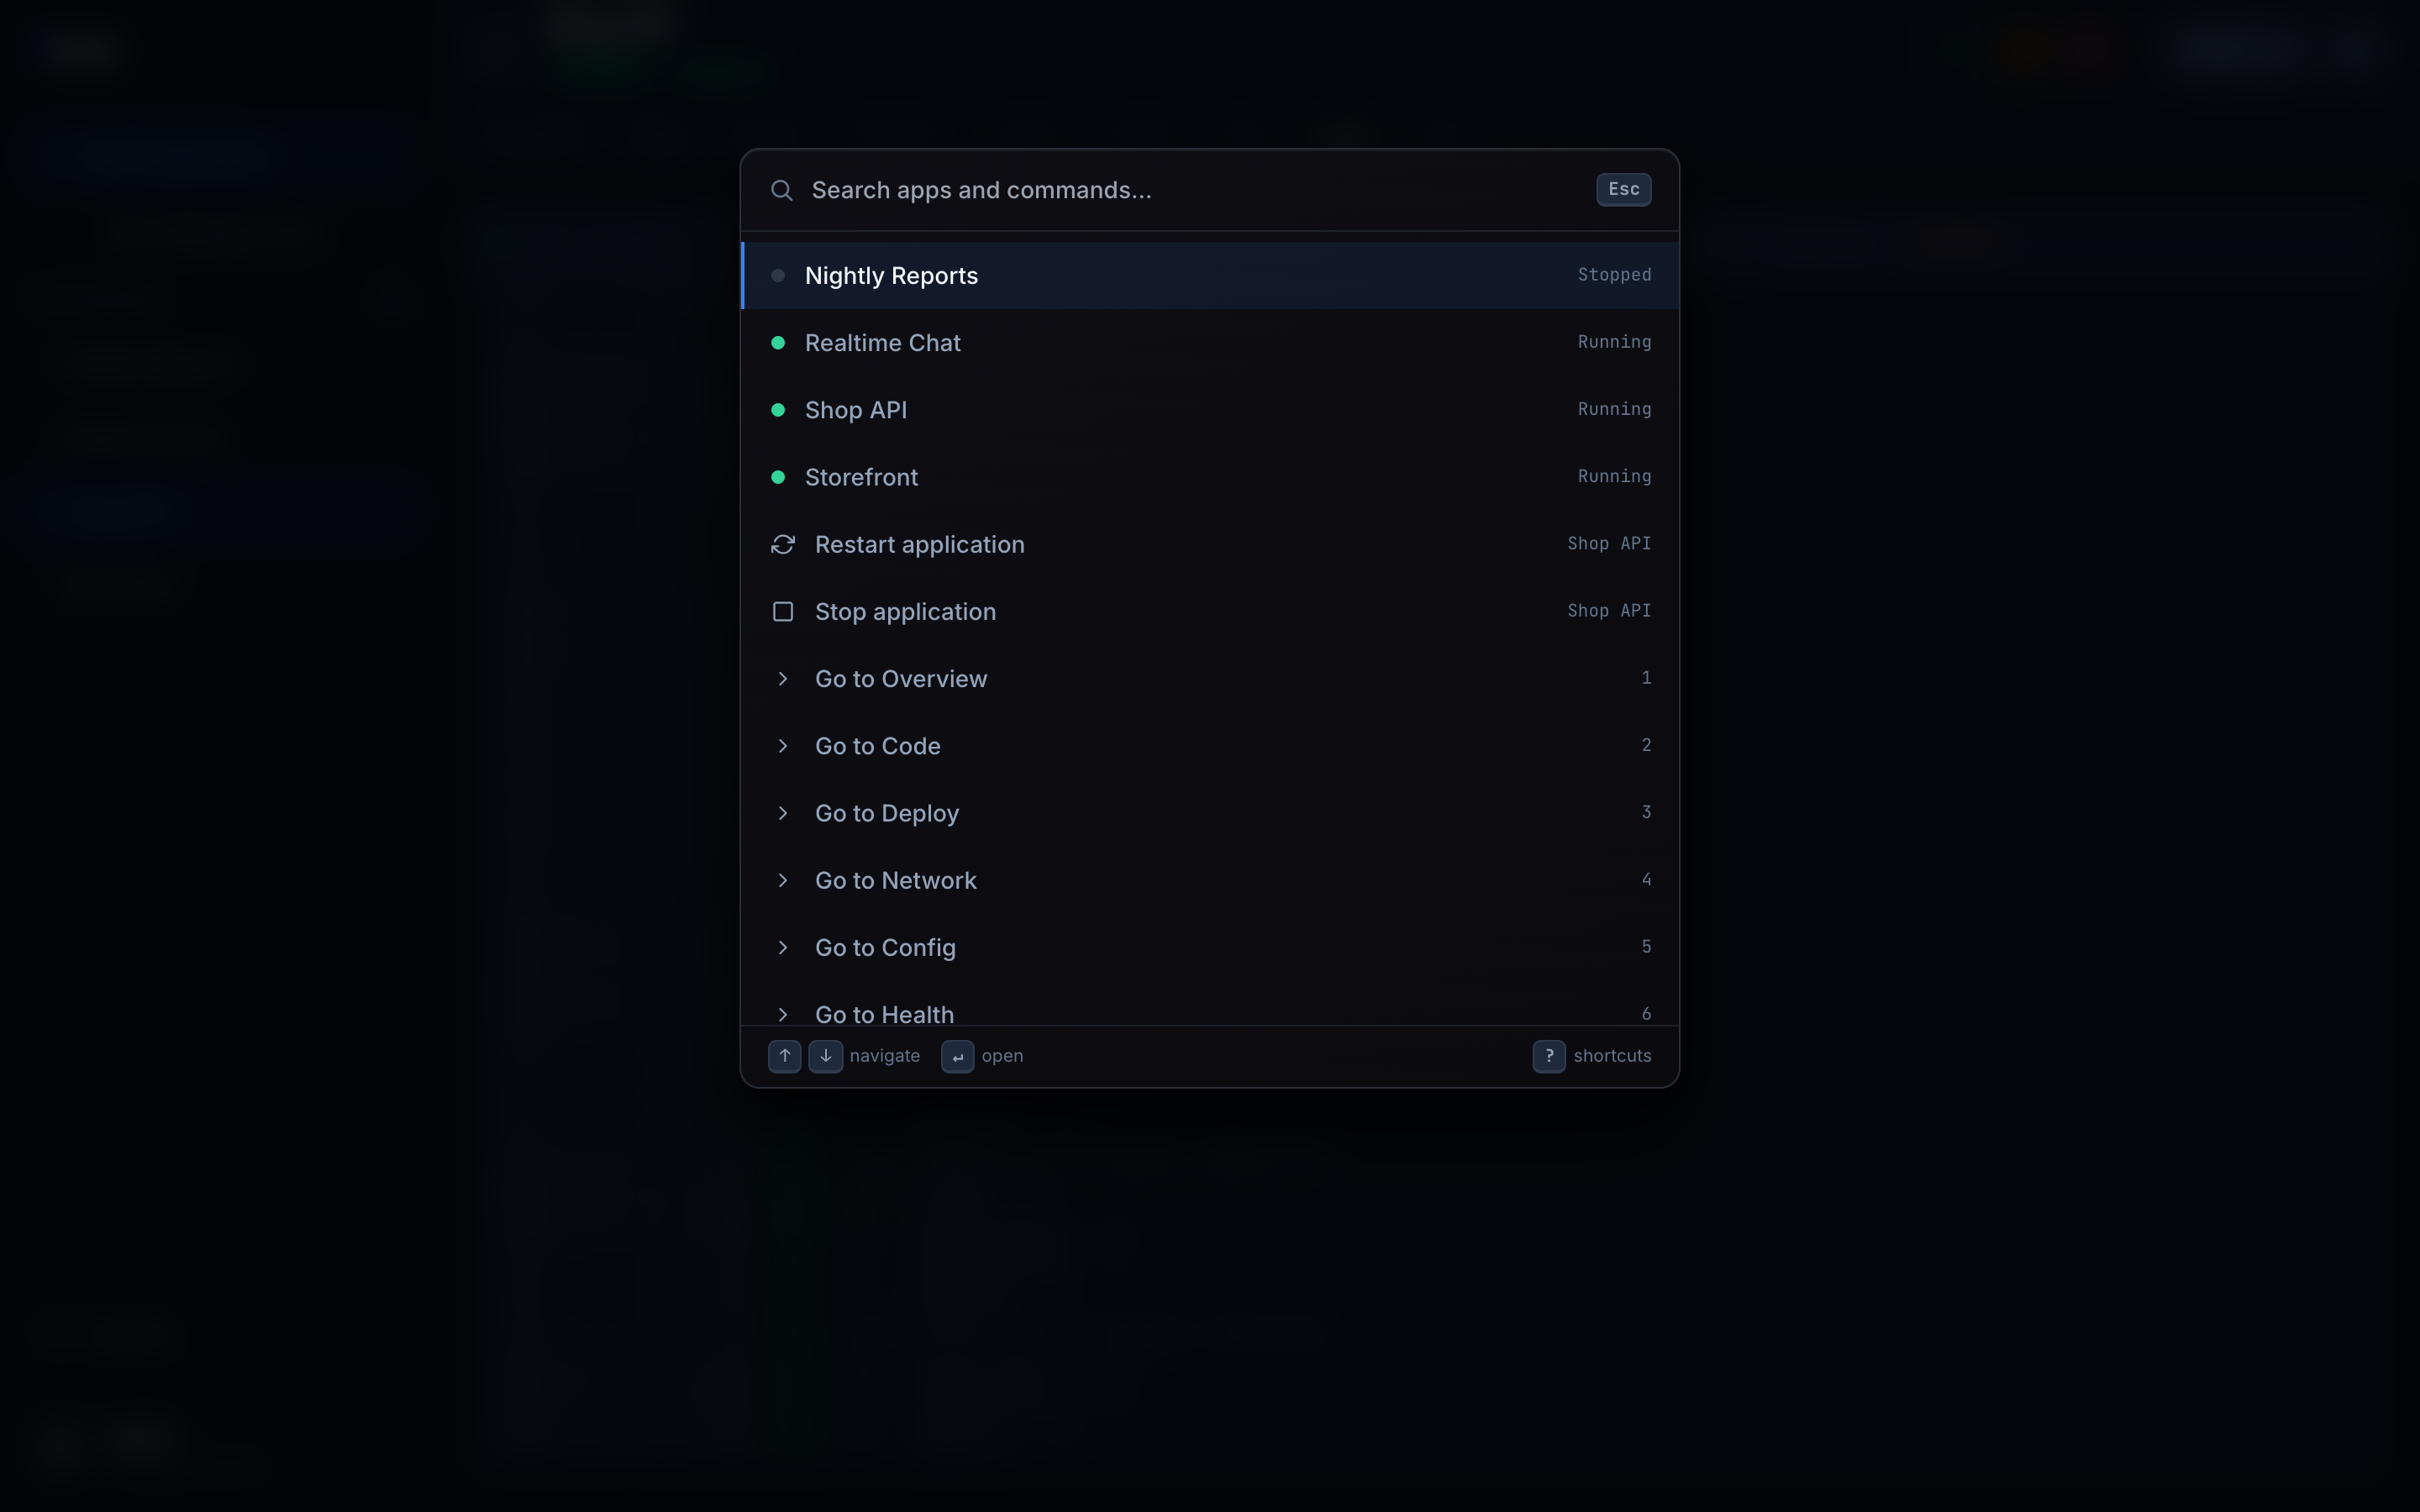 Search apps and commands... Esc
Nightly Reports Stopped
Realtime Chat Running
Shop API Running
Storefront Running
Restart application Shop API
Stop application Shop API
Go to Overview 1
Go to Code 2
Go to Deploy 3
Go to Network 4
Go to Config 5
Go to Health 6
↑ ↓ navigate ↵ open ? shortcuts